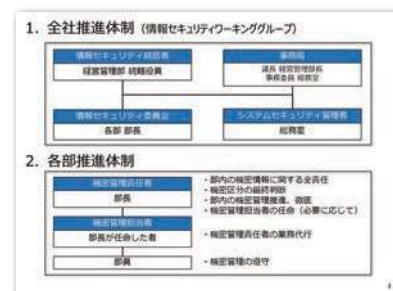 1. 全社推進体制（情報セキュリティワーキンググループ）
情報セキュリティ統括者
経営管理部 統轄役員
事務局
議長 経営管理部長
事務委員 総務室
情報セキュリティ委員会
各部 部長
システムセキュリティ管理者
総務室
2. 各部推進体制
機密管理責任者
部長
・部内の機密情報に関する全責任
・機密区分の最終判断
・部内の機密管理推進、徹底
・機密管理担当者の任命（必要に応じて）
機密管理担当者
部長が任命した者
・機密管理責任者の業務代行
部員
・機密管理の遵守
4